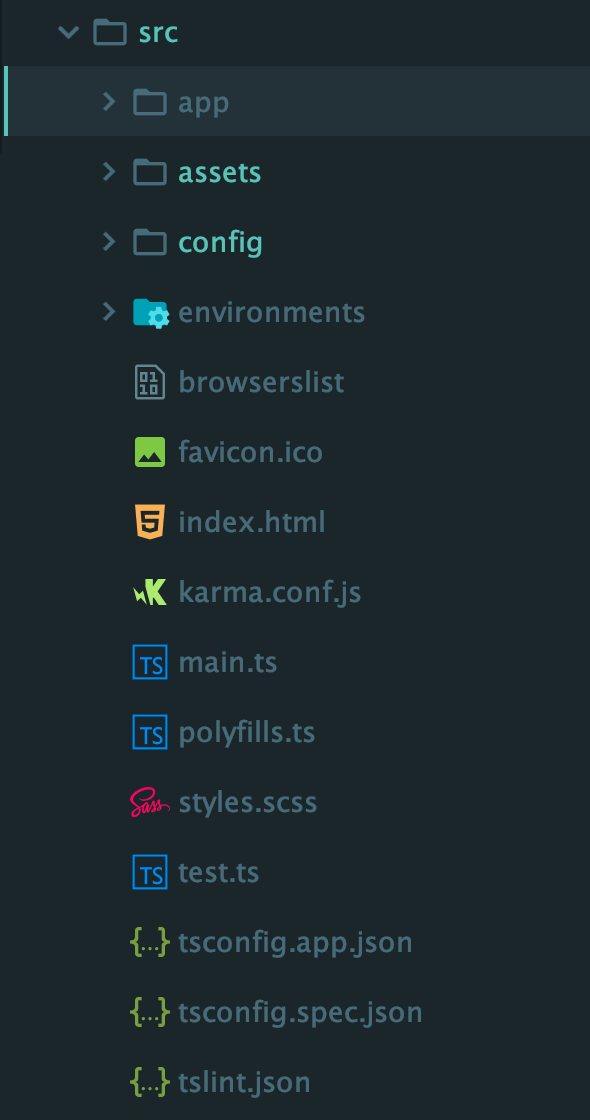 src
app
assets
config
environments
browserslist
favicon.ico
index.html
karma.conf.js
main.ts
polyfills.ts
styles.scss
test.ts
tsconfig.app.json
tsconfig.spec.json
tslint.json